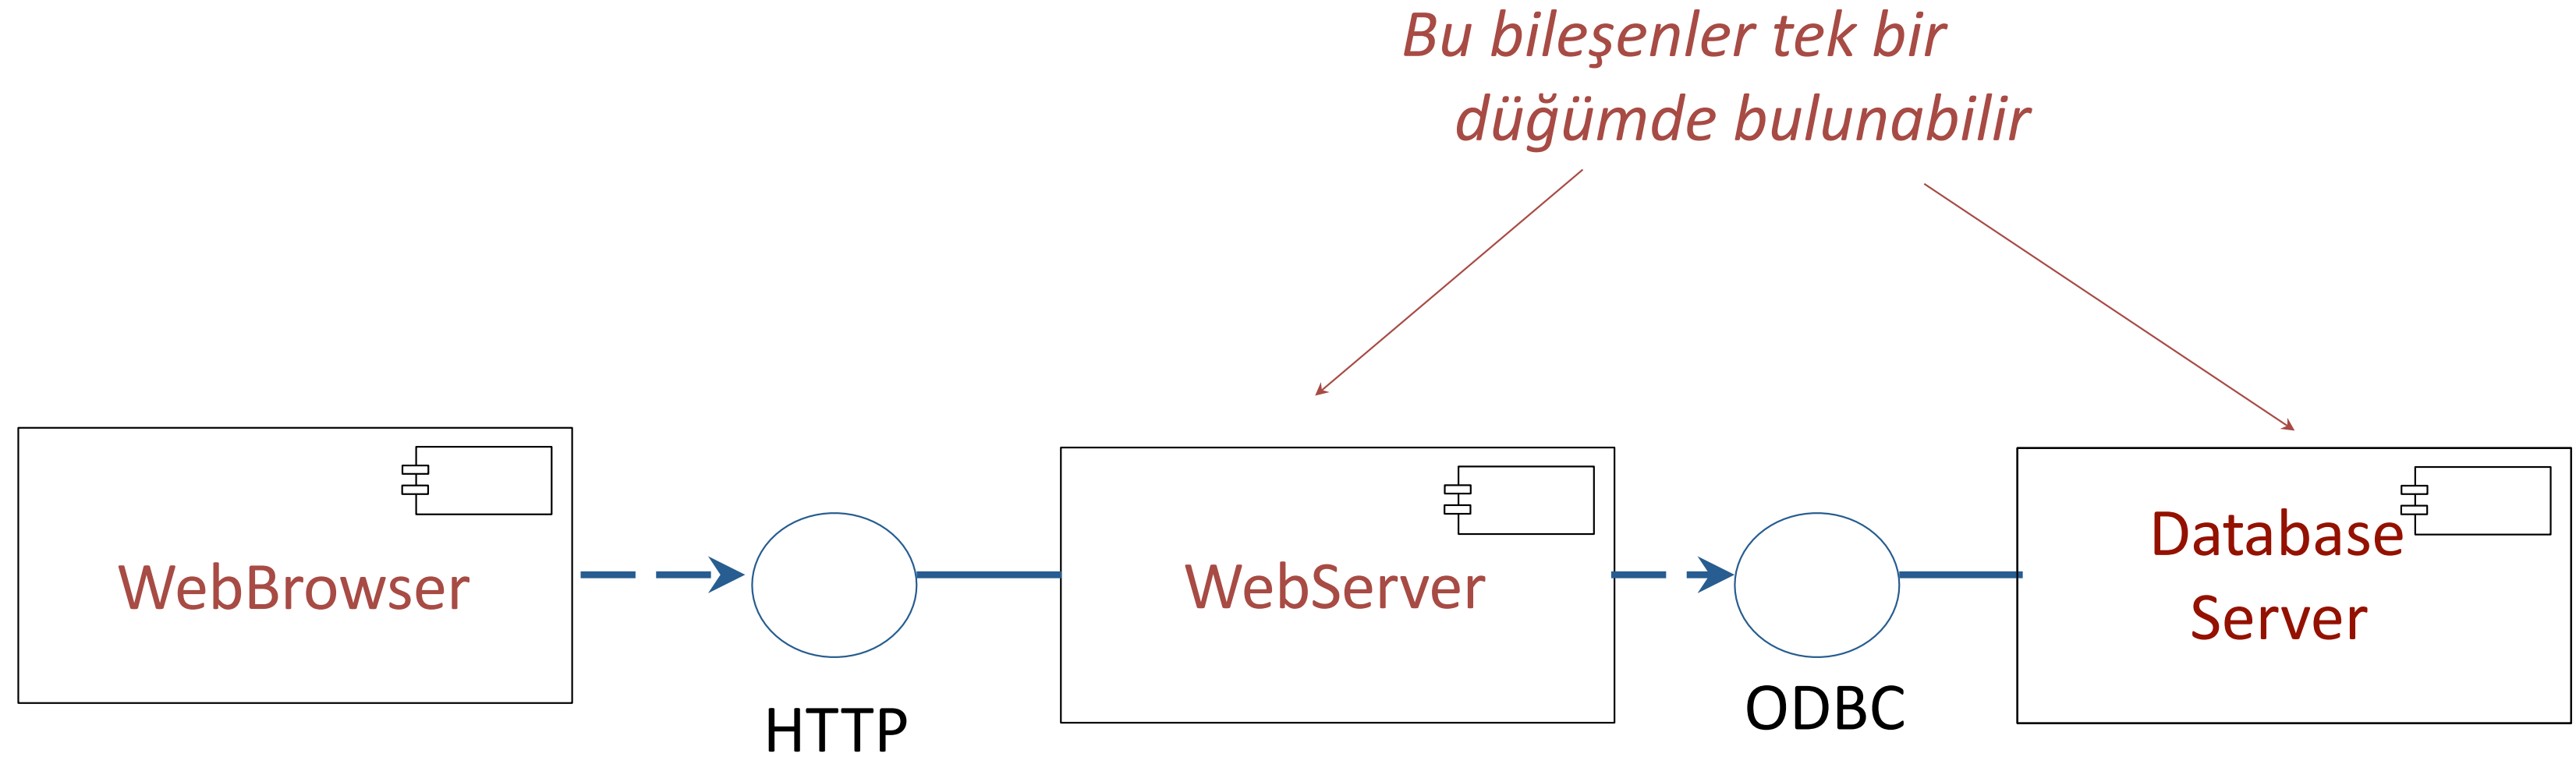 Bu bileşenler tek bir
düğümde bulunabilir
WebBrowser
HTTP
WebServer
ODBC
Database
Server